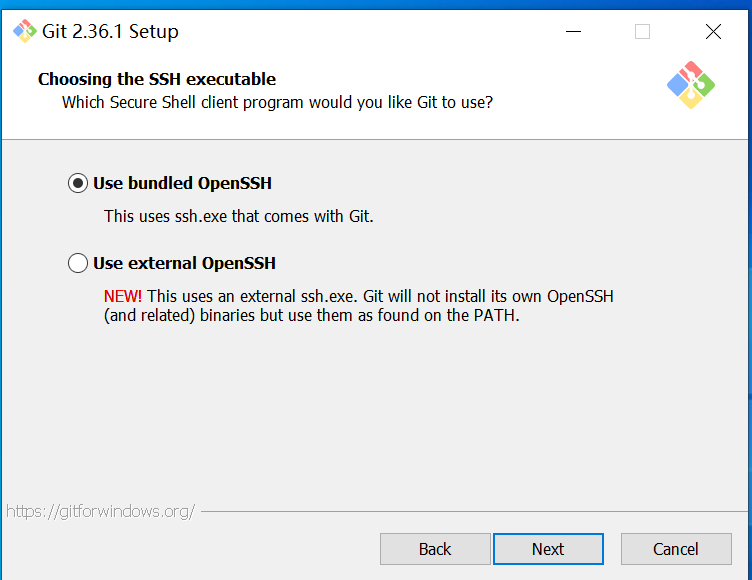 Git 2.36.1 Setup
Choosing the SSH executable
Which Secure Shell client program would you like Git to use?
Use bundled OpenSSH
This uses ssh.exe that comes with Git.
Use external OpenSSH
NEW! This uses an external ssh.exe. Git will not install its own OpenSSH
(and related) binaries but use them as found on the PATH.
https://gitforwindows.org/
Back Next Cancel